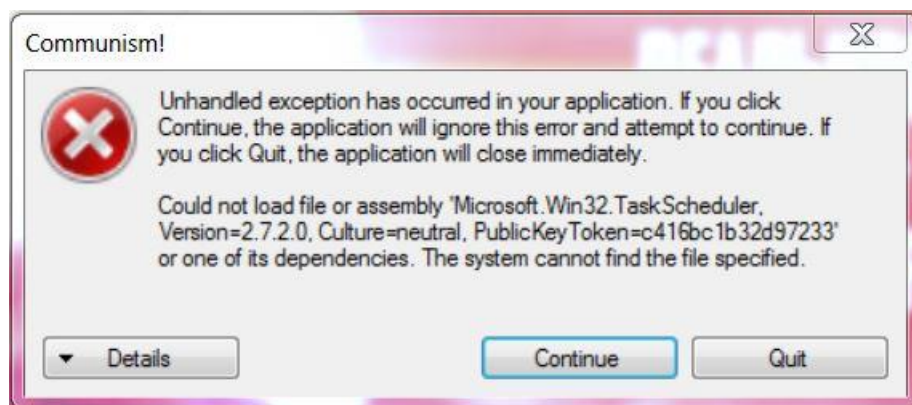 Communism!
Unhandled exception has occurred in your application. If you click
Continue, the application will ignore this error and attempt to continue. If
you click Quit, the application will close immediately.
Could not load file or assembly 'Microsoft.Win32.TaskScheduler,
Version=2.7.2.0, Culture=neutral, PublicKeyToken=c416bc1b32d97233'
or one of its dependencies. The system cannot find the file specified.
Details
Continue
Quit